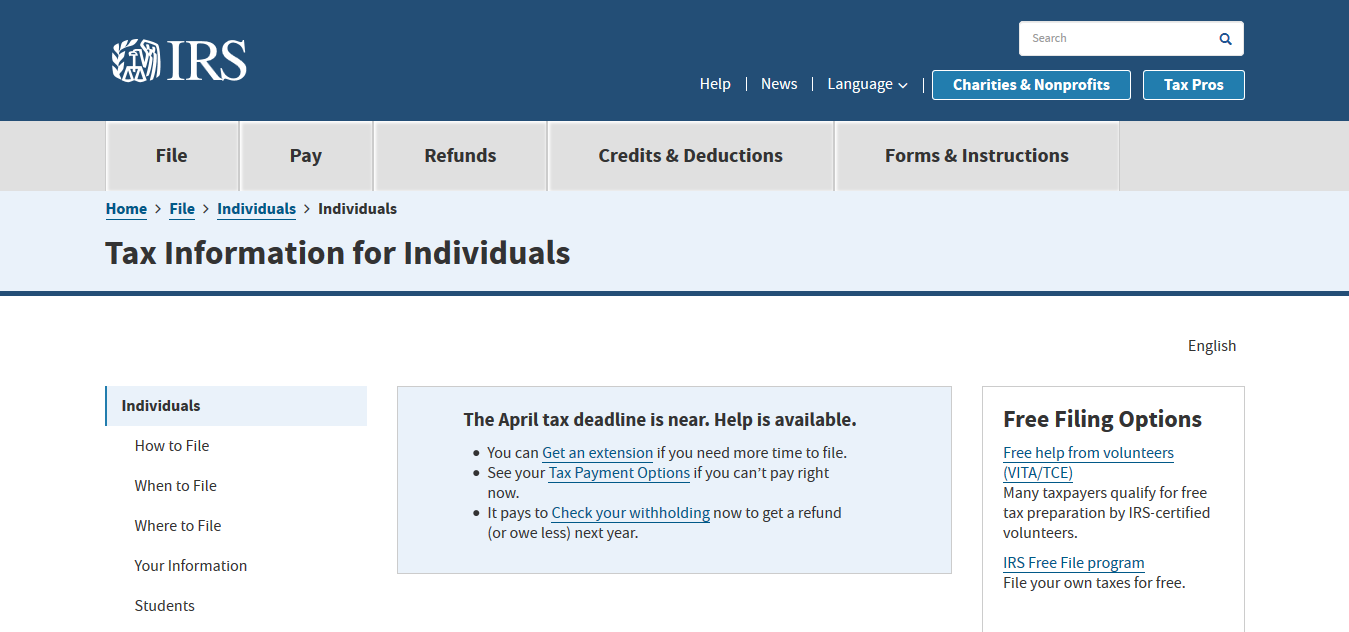 IRS
Search
Help
News
Language
Charities & Nonprofits
Tax Pros
File
Pay
Refunds
Credits & Deductions
Forms & Instructions
Home > File > Individuals > Individuals
Tax Information for Individuals
English
Individuals
How to File
When to File
Where to File
Your Information
Students
The April tax deadline is near. Help is available.
• You can Get an extension if you need more time to file.
• See your Tax Payment Options if you can't pay right
now.
• It pays to Check your withholding now to get a refund
(or owe less) next year.
Free Filing Options
Free help from volunteers
(VITA/TCE)
Many taxpayers qualify for free
tax preparation by IRS-certified
volunteers.
IRS Free File program
File your own taxes for free.